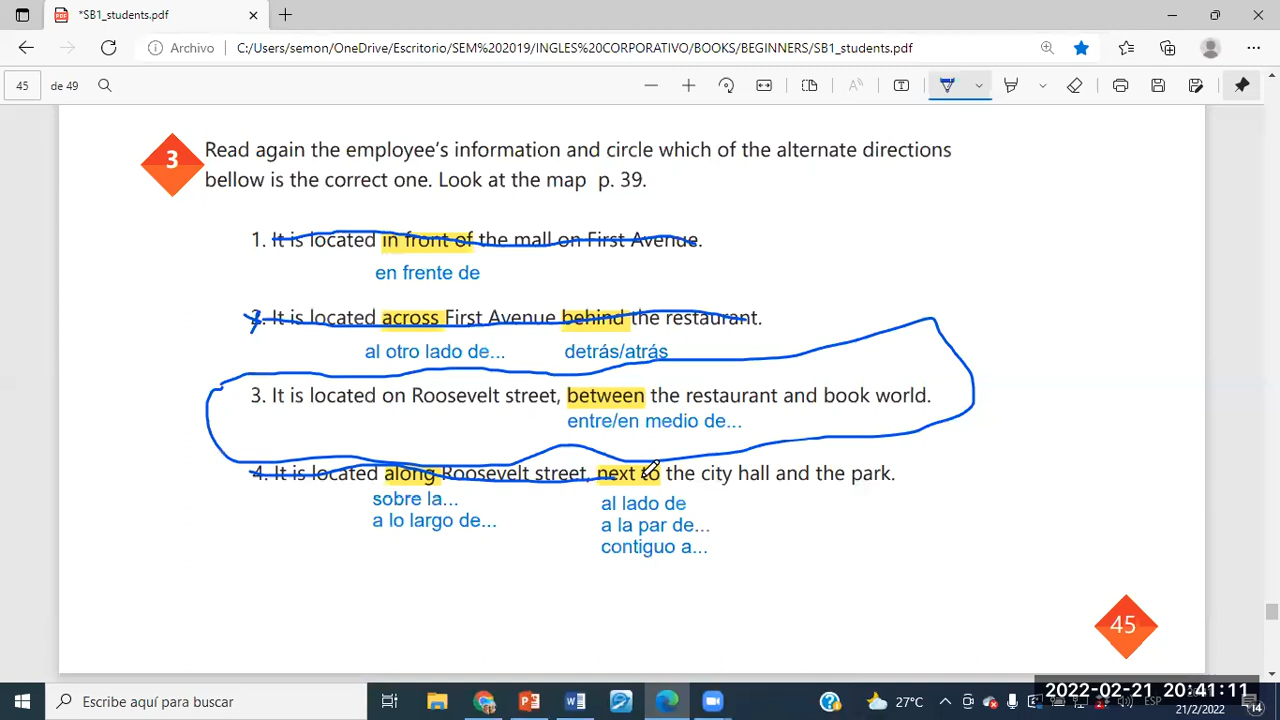 *SB1_students.pdf
Archivo
C:/Users/semon/OneDrive/Escritorio/SEM%202019/INGLES%20CORPORATIVO/BOOKS/BEGINNERS/SB1_students.pdf
45 de 49
3
Read again the employee's information and circle which of the alternate directions
bellow is the correct one. Look at the map p. 39.
1. It is located in front of the mall on First Avenue.
en frente de
2. It is located across First Avenue behind the restaurant.
al otro lado de... detrás/atrás
3. It is located on Roosevelt street, between the restaurant and book world.
entre/en medio de...
4. It is located along Roosevelt street, next to the city hall and the park.
sobre la... al lado de
a lo largo de... a la par de...
contiguo a...
45
Escribe aquí para buscar
27°C
ESP
2022-02-21 20:41:11
21/2/2022
14